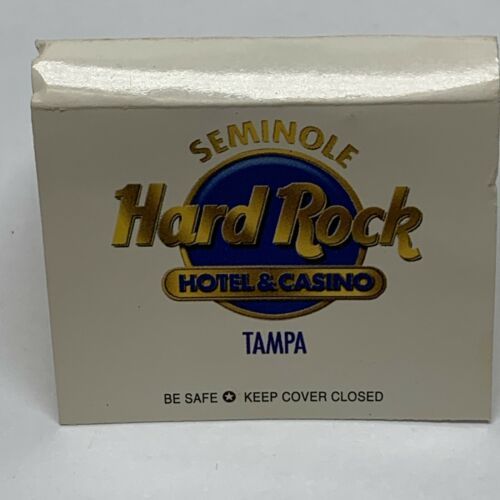 SEMINOLE
Hard Rock
HOTEL & CASINO
TAMPA
BE SAFE ✪ KEEP COVER CLOSED